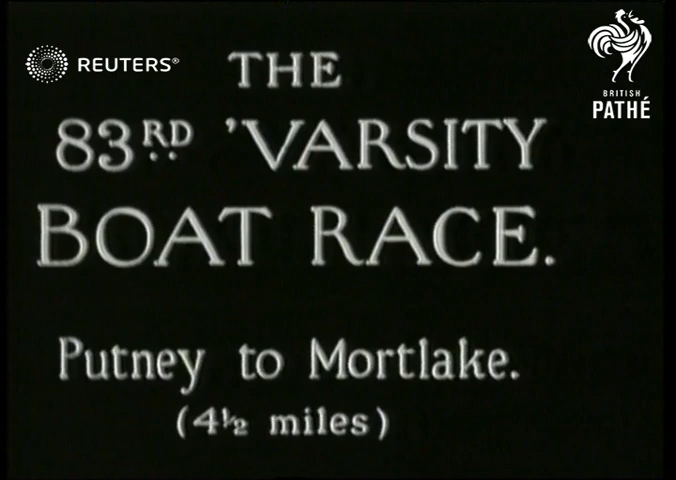 REUTERS®
BRITISH
PATHÉ
THE
83RD 'VARSITY
BOAT RACE.
Putney to Mortlake.
(4½ miles)